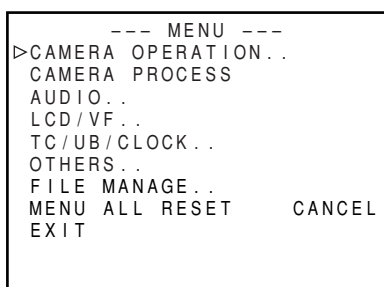 --- MENU ---
▷CAMERA OPERATION..
CAMERA PROCESS
AUDIO..
LCD/VF..
TC/UB/CLOCK..
OTHERS..
FILE MANAGE..
MENU ALL RESET CANCEL
EXIT